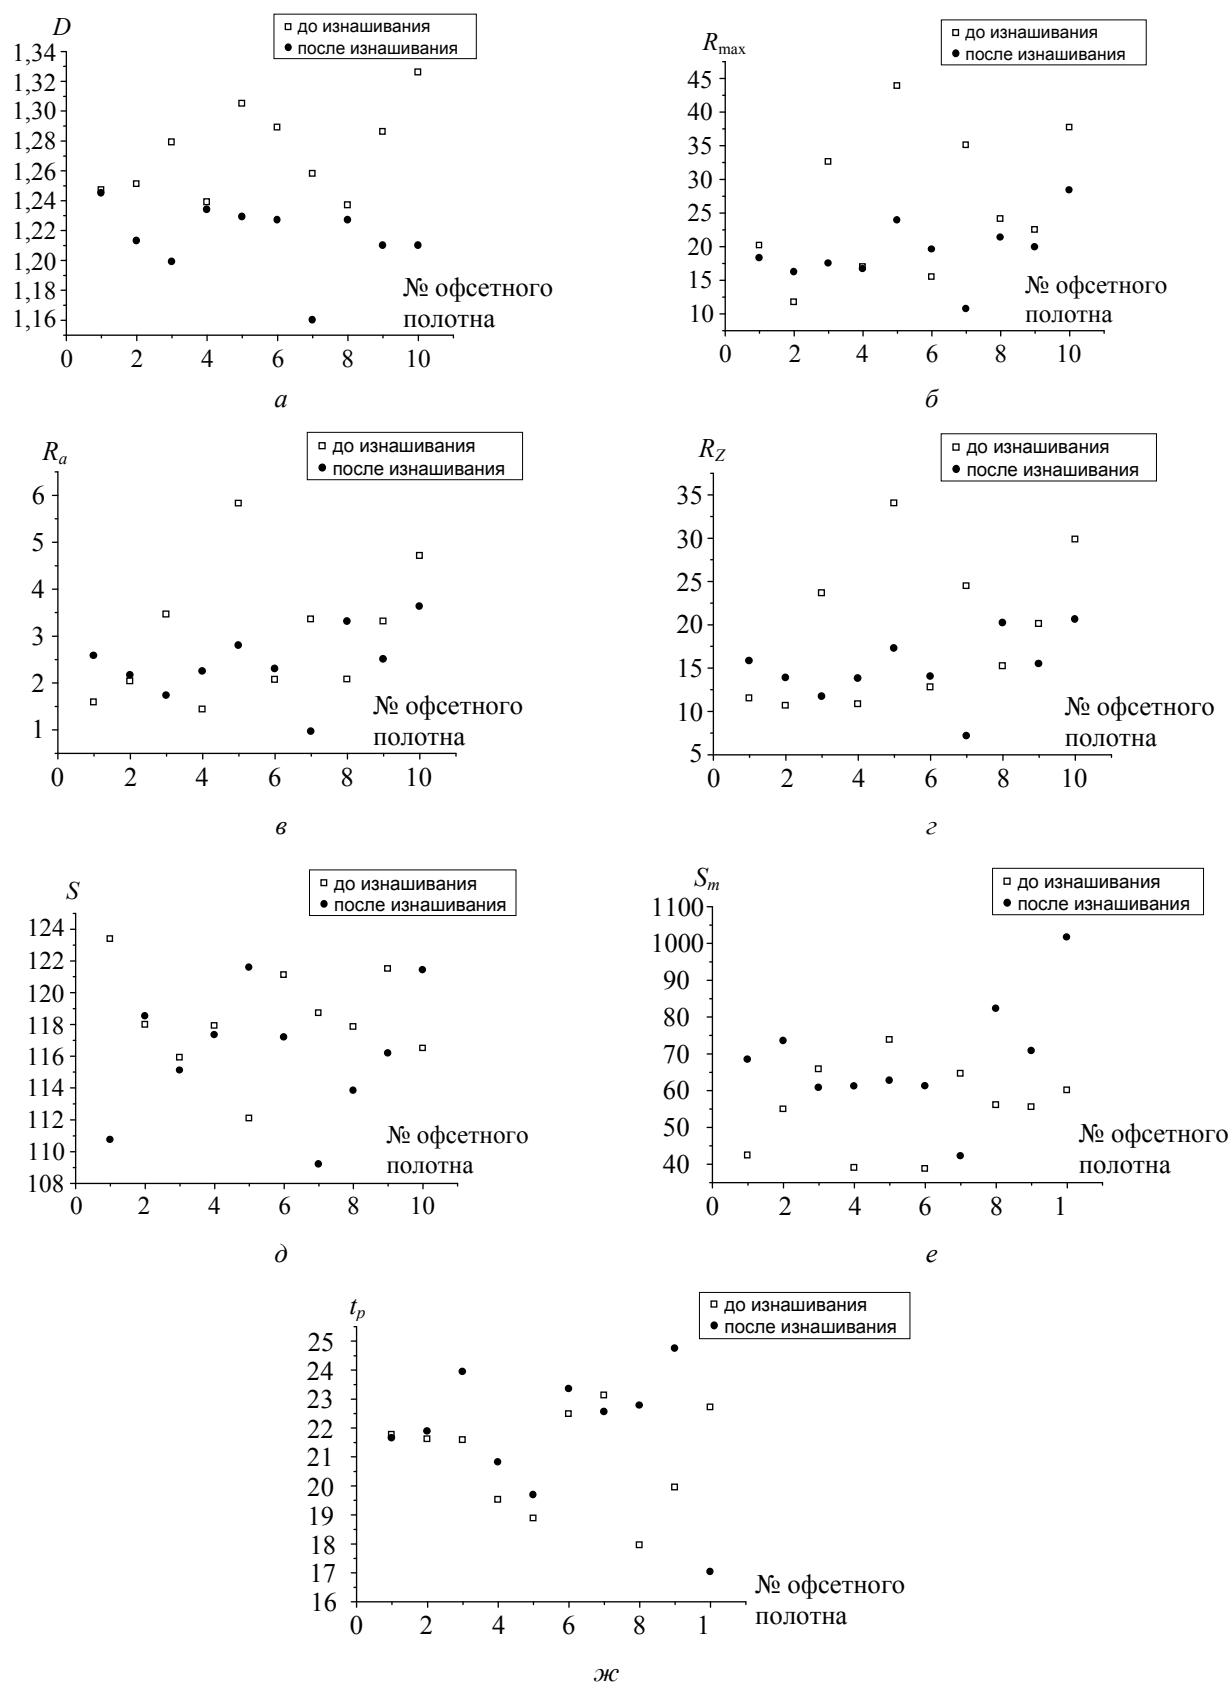 D
□ до изнашивания
● после изнашивания
1,34
1,32
1,30
1,28
1,26
1,24
1,22
1,20
1,18
1,16
№ офсетного
полотна
0 2 4 6 8 10
а
R max
□ до изнашивания
● после изнашивания
45
40
35
30
25
20
15
10
№ офсетного
полотна
0 2 4 6 8 10
б
R a
□ до изнашивания
● после изнашивания
6
5
4
3
2
1
№ офсетного
полотна
0 2 4 6 8 10
в
R Z
□ до изнашивания
● после изнашивания
35
30
25
20
15
10
5
№ офсетного
полотна
0 2 4 6 8 10
г
S
□ до изнашивания
● после изнашивания
124
122
120
118
116
114
112
110
108
№ офсетного
полотна
0 2 4 6 8 10
д
S m
□ до изнашивания
● после изнашивания
1100
1000
90
80
70
60
50
40
№ офсетного
полотна
0 2 4 6 8 1
е
t p
□ до изнашивания
● после изнашивания
25
24
23
22
21
20
19
18
17
16
№ офсетного
полотна
0 2 4 6 8 1
ж